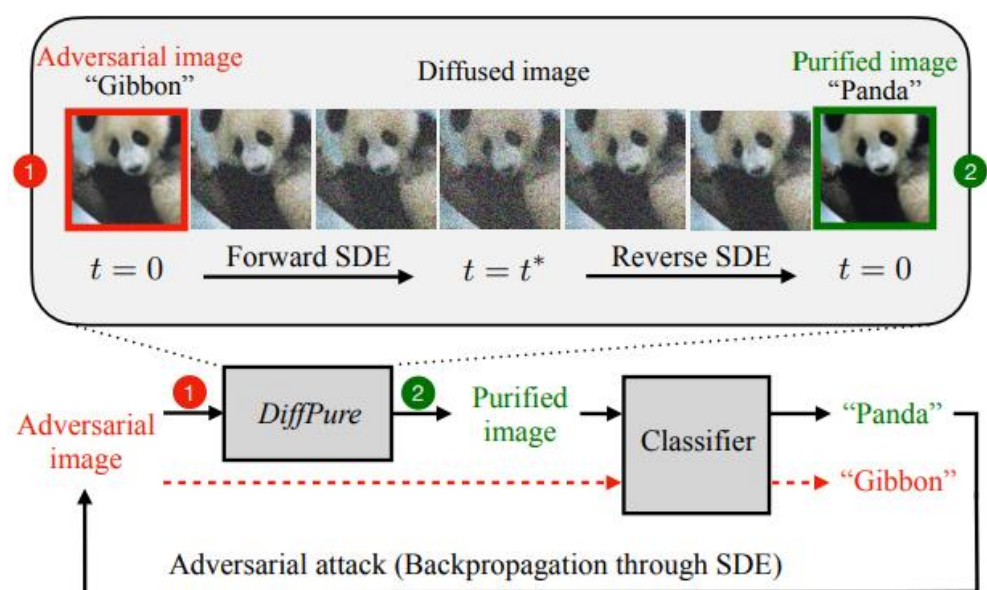 Adversarial image
“Gibbon”
Diffused image
Purified image
“Panda”
1
2
t = 0
Forward SDE
t = t*
Reverse SDE
t = 0
1
DiffPure
2
Adversarial
image
Purified
image
Classifier
“Panda”
“Gibbon”
Adversarial attack (Backpropagation through SDE)